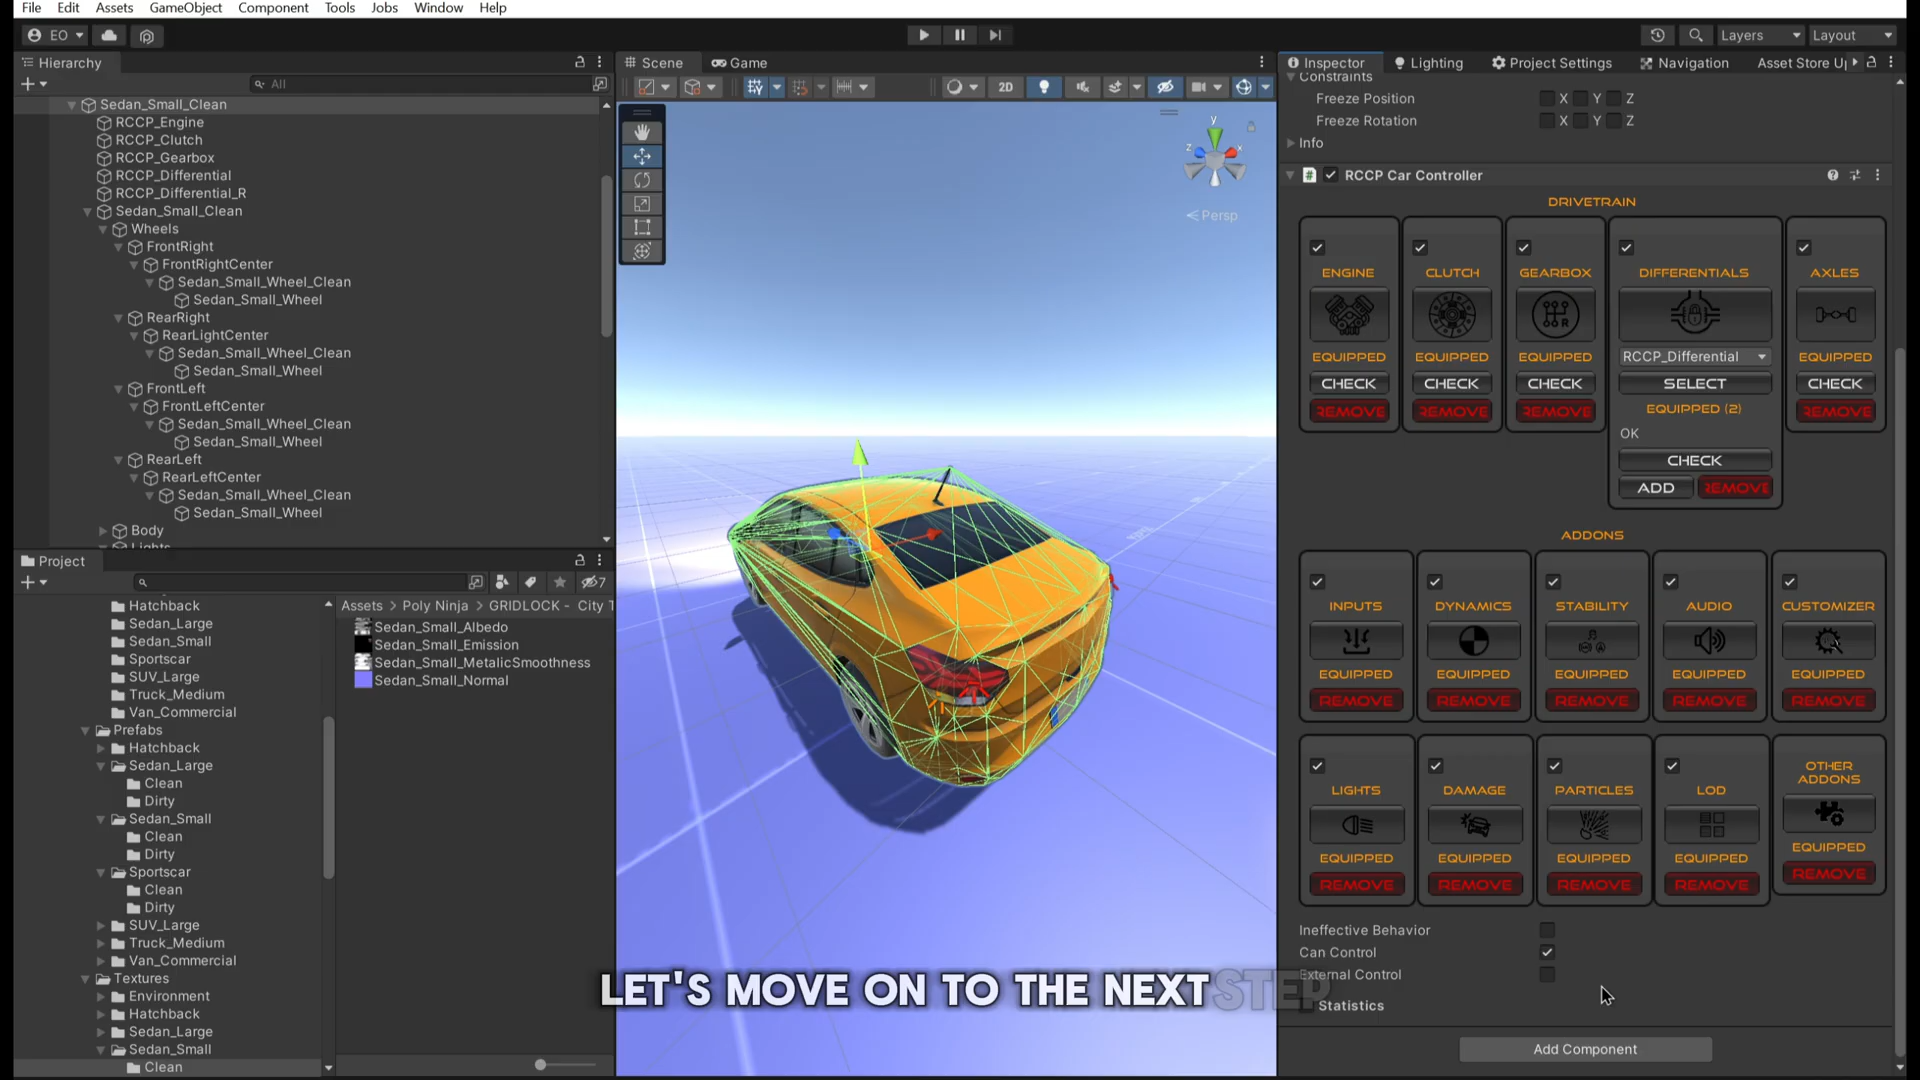 File Edit Assets GameObject Component Tools Jobs Window Help
EO Layers Layout
Hierarchy
All
Sedan_Small_Clean
RCCP_Engine
RCCP_Clutch
RCCP_Gearbox
RCCP_Differential
RCCP_Differential_R
Sedan_Small_Clean
Wheels
FrontRight
FrontRightCenter
Sedan_Small_Wheel_Clean
Sedan_Small_Wheel
RearRight
RearLightCenter
Sedan_Small_Wheel_Clean
Sedan_Small_Wheel
FrontLeft
FrontLeftCenter
Sedan_Small_Wheel_Clean
Sedan_Small_Wheel
RearLeft
RearLeftCenter
Sedan_Small_Wheel_Clean
Sedan_Small_Wheel
Body
Lights
Project
7
Hatchback
Sedan_Large
Sedan_Small
Sportscar
SUV_Large
Truck_Medium
Van_Commercial
Prefabs
Hatchback
Sedan_Large
Clean
Dirty
Sedan_Small
Clean
Dirty
Sportscar
Clean
Dirty
SUV_Large
Truck_Medium
Van_Commercial
Textures
Environment
Hatchback
Sedan_Large
Sedan_Small
Clean
Assets > Poly Ninja > GRIDLOCK - City T
Sedan_Small_Albedo
Sedan_Small_Emission
Sedan_Small_MetalicSmoothness
Sedan_Small_Normal
Scene Game
2D
y
z x
Persp
LET'S MOVE ON TO THE NEXT STEP
Inspector Lighting Project Settings Navigation Asset Store U
Constraints
Freeze Position X Y Z
Freeze Rotation X Y Z
Info
# RCCP Car Controller
DRIVETRAIN
ENGINE CLUTCH GEARBOX DIFFERENTIALS AXLES
R
EQUIPPED EQUIPPED EQUIPPED RCCP_Differential EQUIPPED
CHECK CHECK CHECK SELECT CHECK
REMOVE REMOVE REMOVE EQUIPPED (2) REMOVE
OK
CHECK
ADD REMOVE
ADDONS
INPUTS DYNAMICS STABILITY AUDIO CUSTOMIZER
EQUIPPED EQUIPPED EQUIPPED EQUIPPED EQUIPPED
REMOVE REMOVE REMOVE REMOVE REMOVE
LIGHTS DAMAGE PARTICLES LOD OTHER ADDONS
EQUIPPED EQUIPPED EQUIPPED EQUIPPED EQUIPPED
REMOVE REMOVE REMOVE REMOVE REMOVE
Ineffective Behavior
Can Control
External Control
Statistics
Add Component